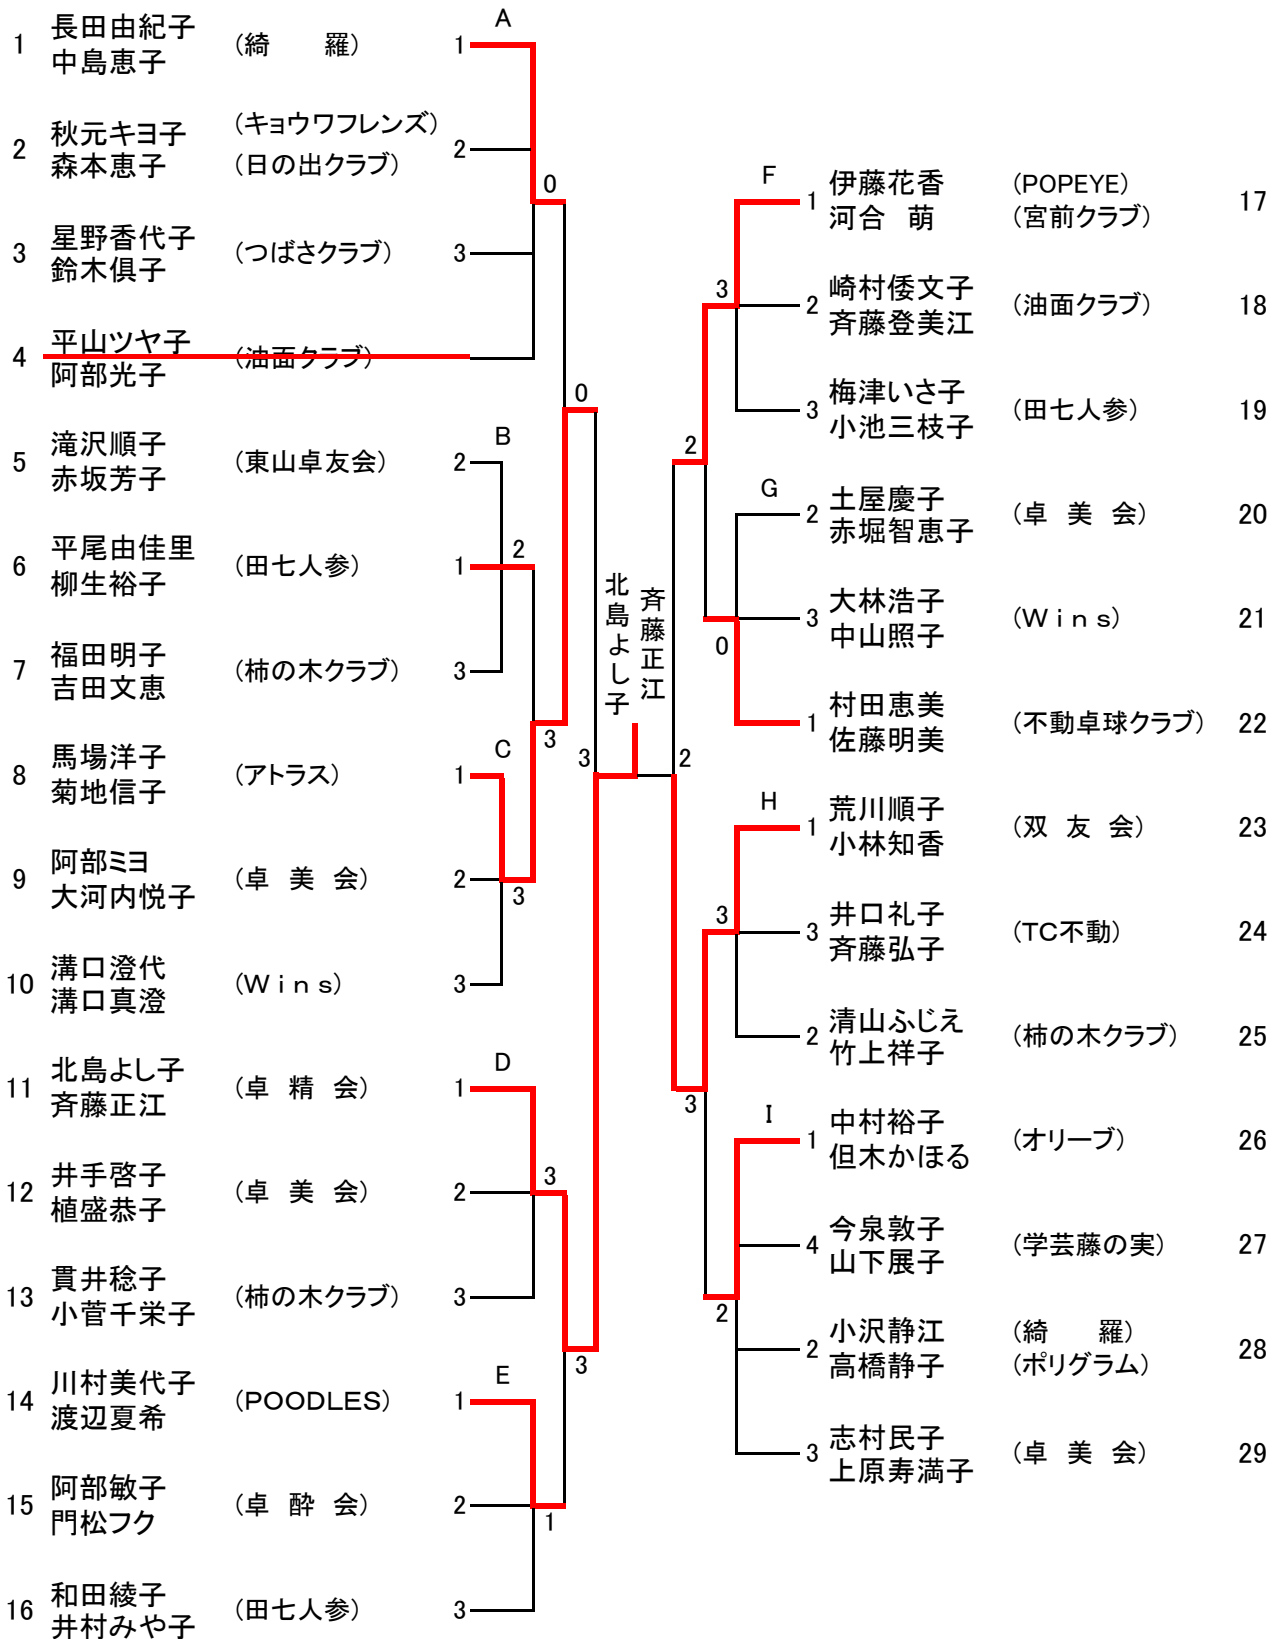 A
1 長田由紀子 (綺　　羅) 1
中島恵子
2 秋元キヨ子 (キョウワフレンズ) 2
森本恵子 (日の出クラブ)
0
3 星野香代子 (つばさクラブ) 3
鈴木倶子
4 平山ツヤ子 (油面クラブ)
阿部光子
0
B
5 滝沢順子 (東山卓友会) 2
赤坂芳子
2
6 平尾由佳里 (田七人参) 1
柳生裕子
7 福田明子 (柿の木クラブ) 3
吉田文恵
3
C
8 馬場洋子 (アトラス) 1
菊地信子
9 阿部ミヨ (卓　美　会) 2
大河内悦子
3
10 溝口澄代 (Ｗｉｎｓ) 3
溝口真澄
3
D
11 北島よし子 (卓　精　会) 1
斉藤正江
3
12 井手啓子 (卓　美　会) 2
植盛恭子
13 貫井稔子 (柿の木クラブ) 3
小菅千栄子
3
E
14 川村美代子 (POODLES) 1
渡辺夏希
15 阿部敏子 (卓　酔　会) 2
門松フク
1
16 和田綾子 (田七人参) 3
井村みや子
北島よし子
斉藤正江
F
1 伊藤花香 (POPEYE) 17
河合　萌 (宮前クラブ)
3
2 崎村倭文子 (油面クラブ) 18
斉藤登美江
3 梅津いさ子 (田七人参) 19
小池三枝子
2
G
2 土屋慶子 (卓　美　会) 20
赤堀智恵子
3 大林浩子 (Ｗｉｎｓ) 21
中山照子
0
1 村田恵美 (不動卓球クラブ) 22
佐藤明美
2
H
1 荒川順子 (双　友　会) 23
小林知香
3
3 井口礼子 (TC不動) 24
斉藤弘子
2 清山ふじえ (柿の木クラブ) 25
竹上祥子
3
I
1 中村裕子 (オリーブ) 26
但木かほる
4 今泉敦子 (学芸藤の実) 27
山下展子
2
2 小沢静江 (綺　　羅) 28
高橋静子 (ポリグラム)
3 志村民子 (卓　美　会) 29
上原寿満子